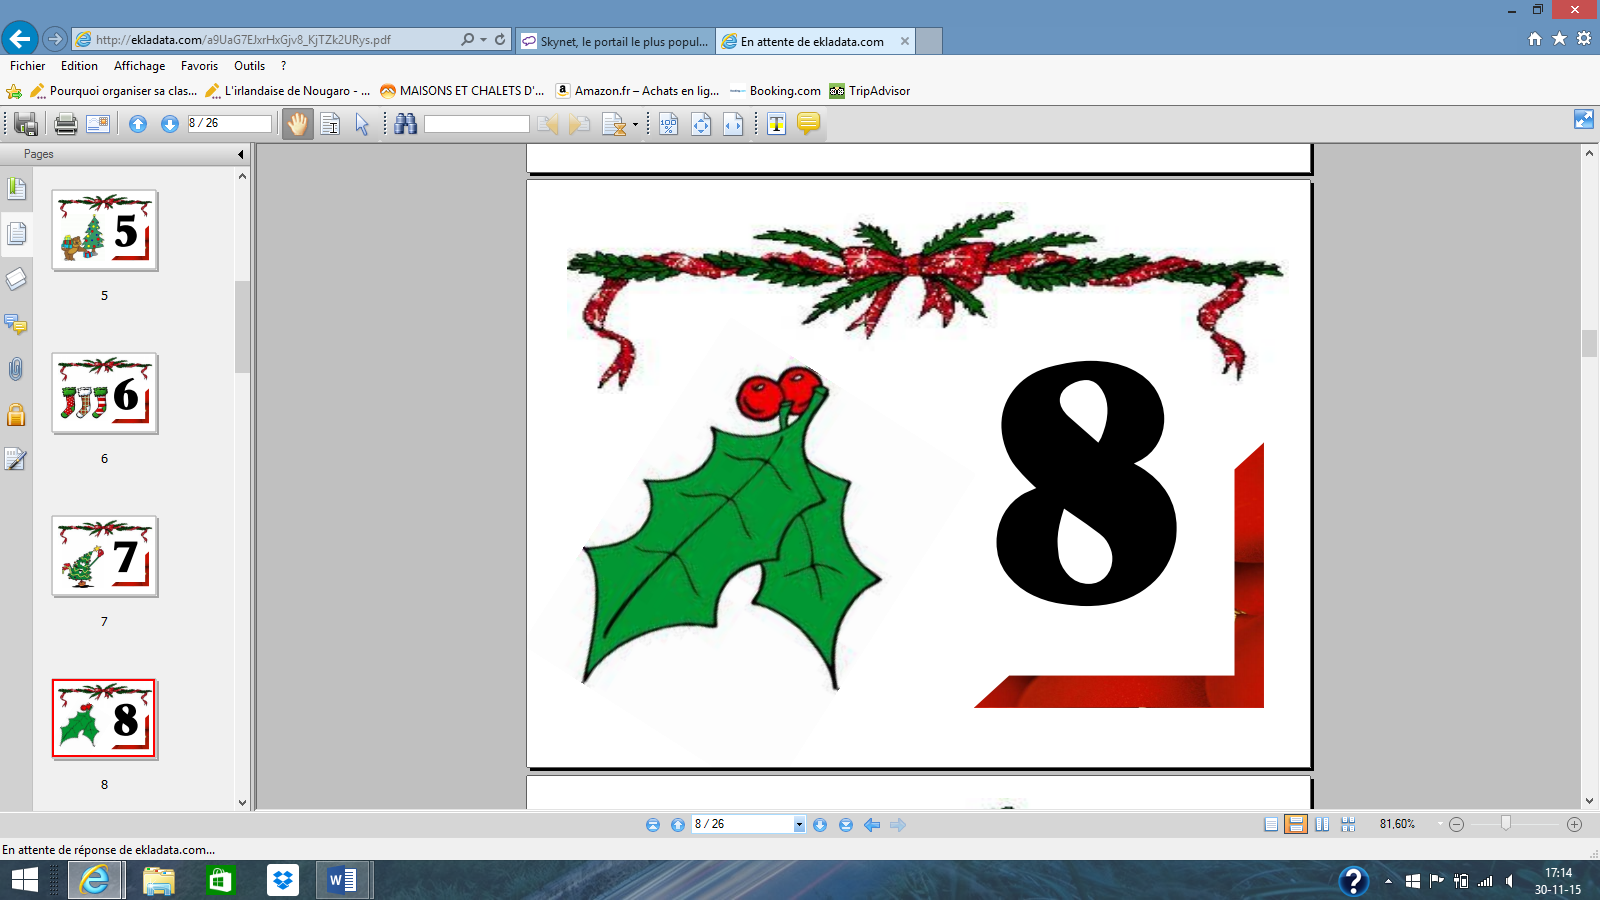 http://ekladata.com/a9UaG7EJxrHxGjv8_KjTZk2URys.pdf
Skynet, le portail le plus popul...
En attente de ekladata.com
Fichier Edition Affichage Favoris Outils ?
Pourquoi organiser sa clas... L'irlandaise de Nougaro - ... MAISONS ET CHALETS D'... Amazon.fr – Achats en lig... Booking.com TripAdvisor
8 / 26
Pages
5
5
6
6
7
7
8
8
8
8 / 26
81,60%
En attente de réponse de ekladata.com...
17:14
30-11-15